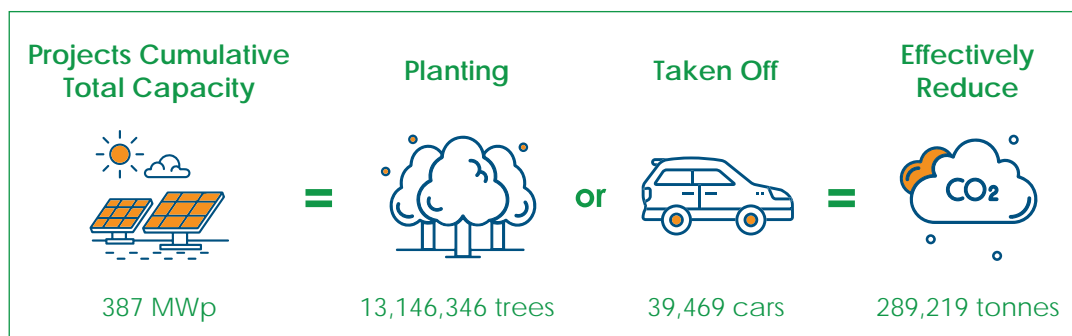 Projects Cumulative
Total Capacity
Planting
Taken Off
Effectively
Reduce
=
or
=
CO₂
387 MWp
13,146,346 trees
39,469 cars
289,219 tonnes